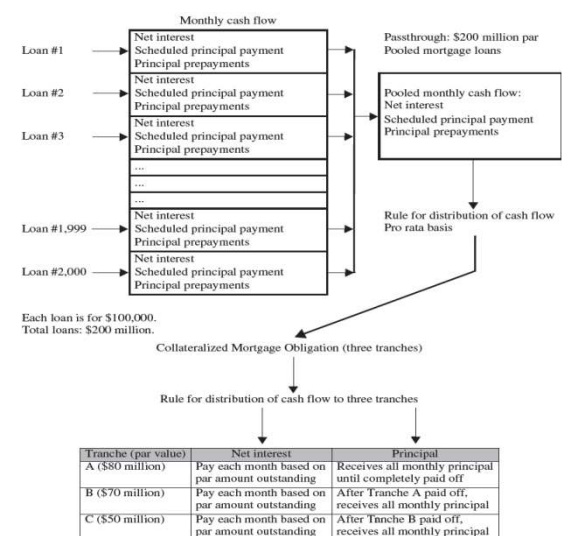 Monthly cash flow
Loan #1
Net interest
Scheduled principal payment
Principal prepayments
Loan #2
Net interest
Scheduled principal payment
Principal prepayments
Loan #3
Net interest
Scheduled principal payment
Principal prepayments
...
...
...
Loan #1,999
Net interest
Scheduled principal payment
Principal prepayments
Loan #2,000
Net interest
Scheduled principal payment
Principal prepayments
Passthrough: $200 million par
Pooled mortgage loans
Pooled monthly cash flow:
Net interest
Scheduled principal payment
Principal prepayments
Rule for distribution of cash flow
Pro rata basis
Each loan is for $100,000.
Total loans: $200 million.
Collateralized Mortgage Obligation (three tranches)
Rule for distribution of cash flow to three tranches
Tranche (par value) Net interest Principal
A ($80 million) Pay each month based on Receives all monthly principal
par amount outstanding until completely paid off
B ($70 million) Pay each month based on After Tranche A paid off,
par amount outstanding receives all monthly principal
C ($50 million) Pay each month based on After Tnnche B paid off,
par amount outstanding receives all monthly principal